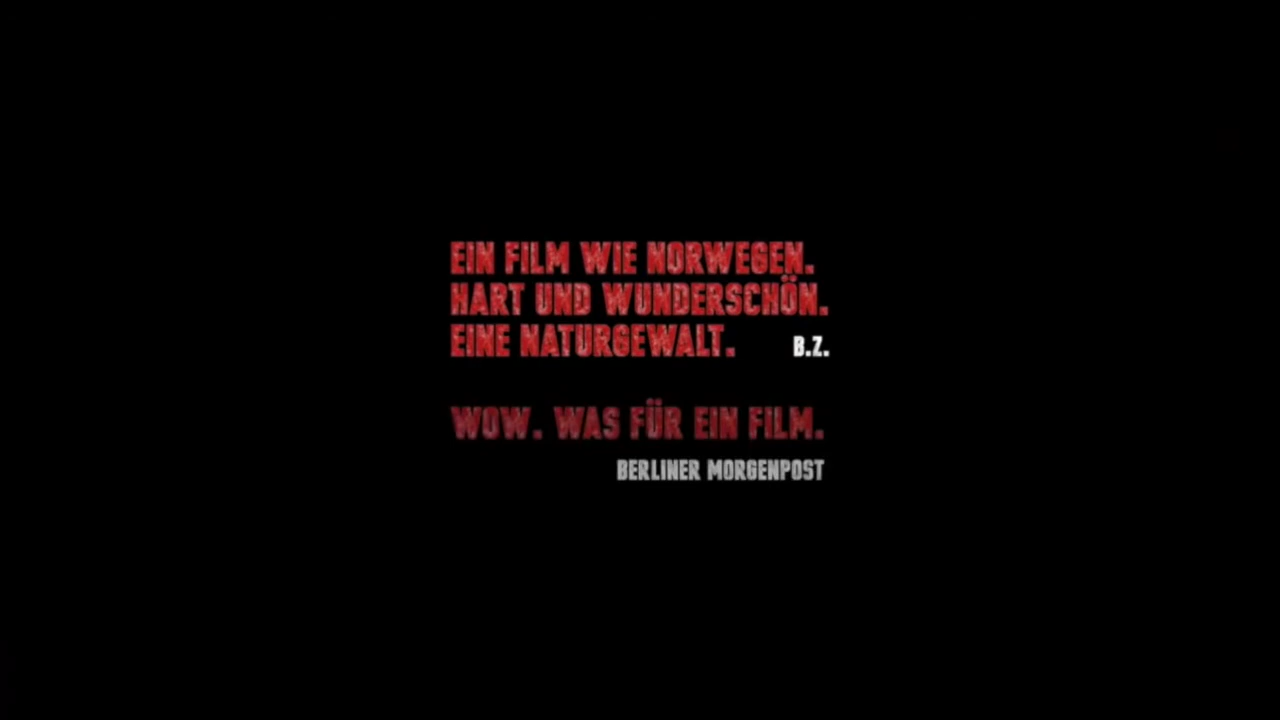 EIN FILM WIE NORWEGEN.
HART UND WUNDERSCHÖN.
EINE NATURGEWALT. B.Z.
WOW. WAS FÜR EIN FILM.
BERLINER MORGENPOST